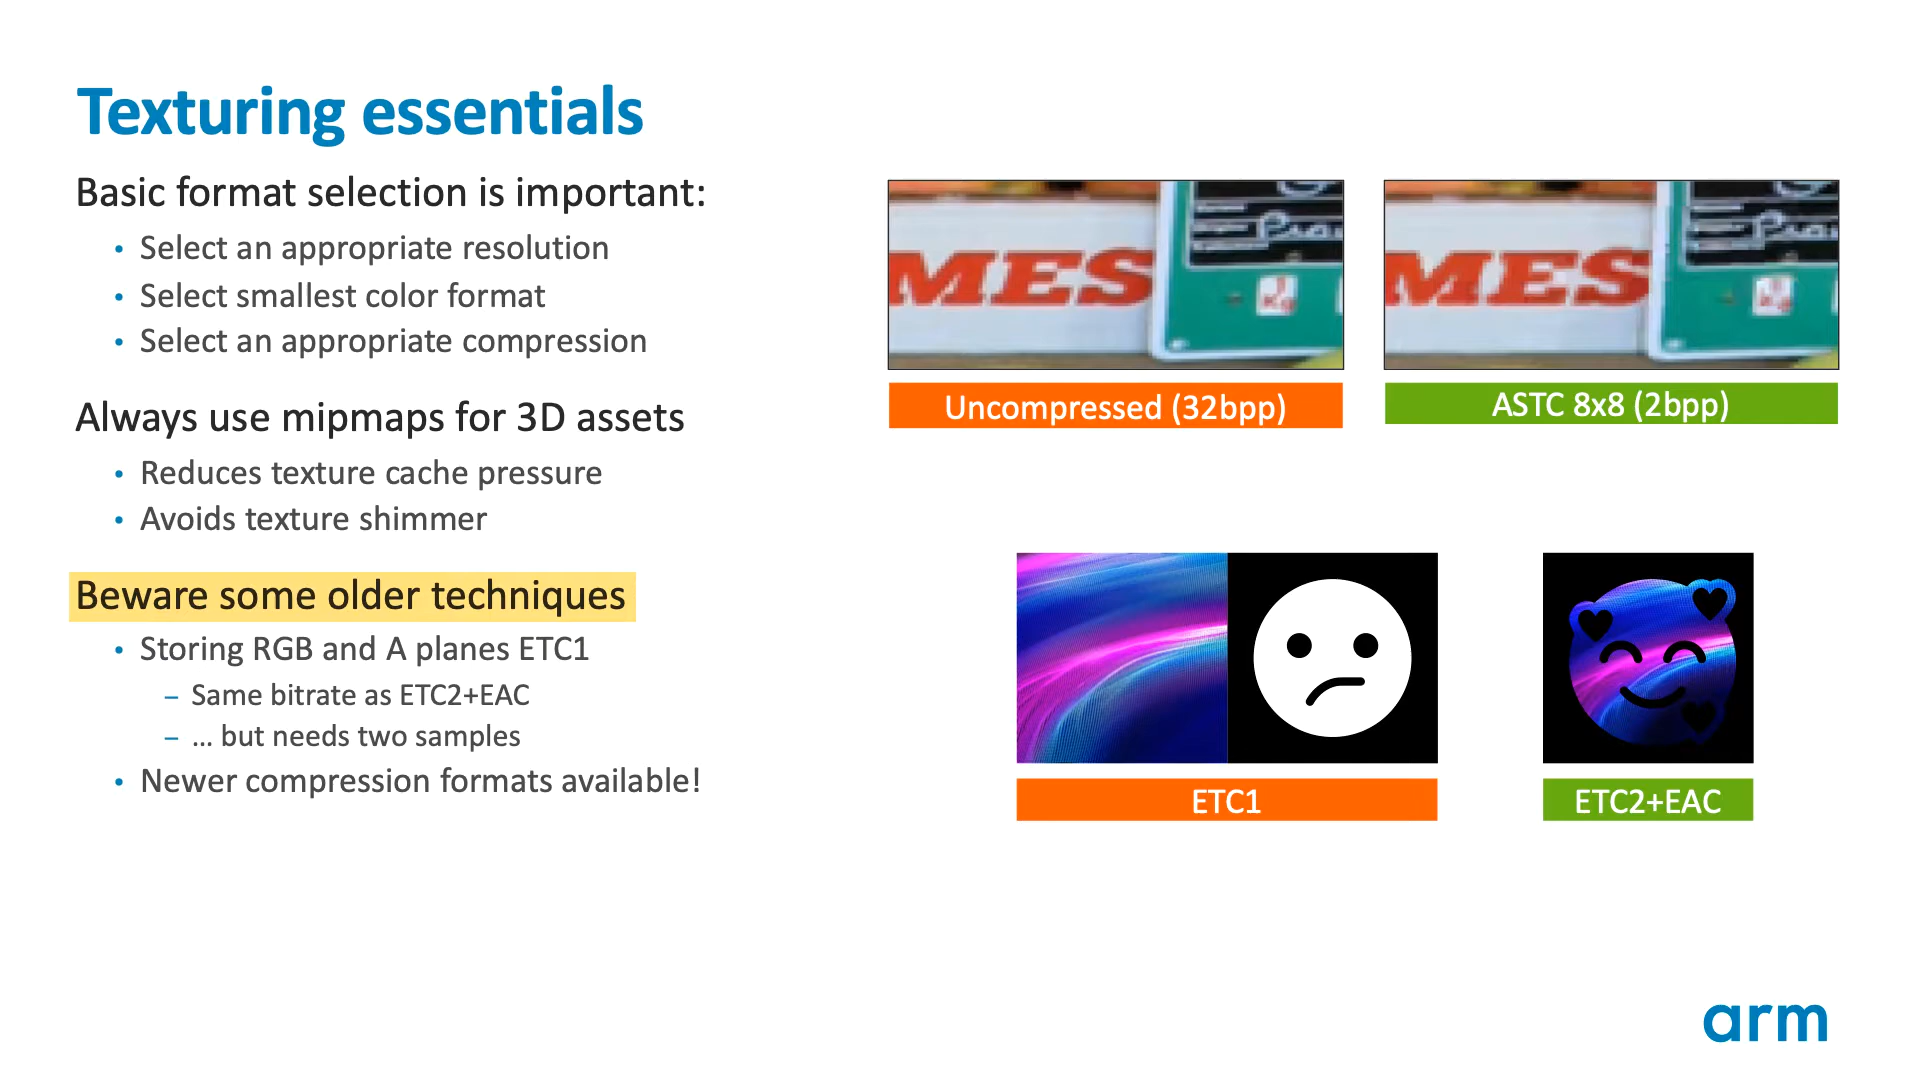 Texturing essentials
Basic format selection is important:
• Select an appropriate resolution
• Select smallest color format
• Select an appropriate compression
Always use mipmaps for 3D assets
• Reduces texture cache pressure
• Avoids texture shimmer
Beware some older techniques
• Storing RGB and A planes ETC1
– Same bitrate as ETC2+EAC
– … but needs two samples
• Newer compression formats available!
MES
MES
Uncompressed (32bpp)
ASTC 8x8 (2bpp)
ETC1
ETC2+EAC
arm